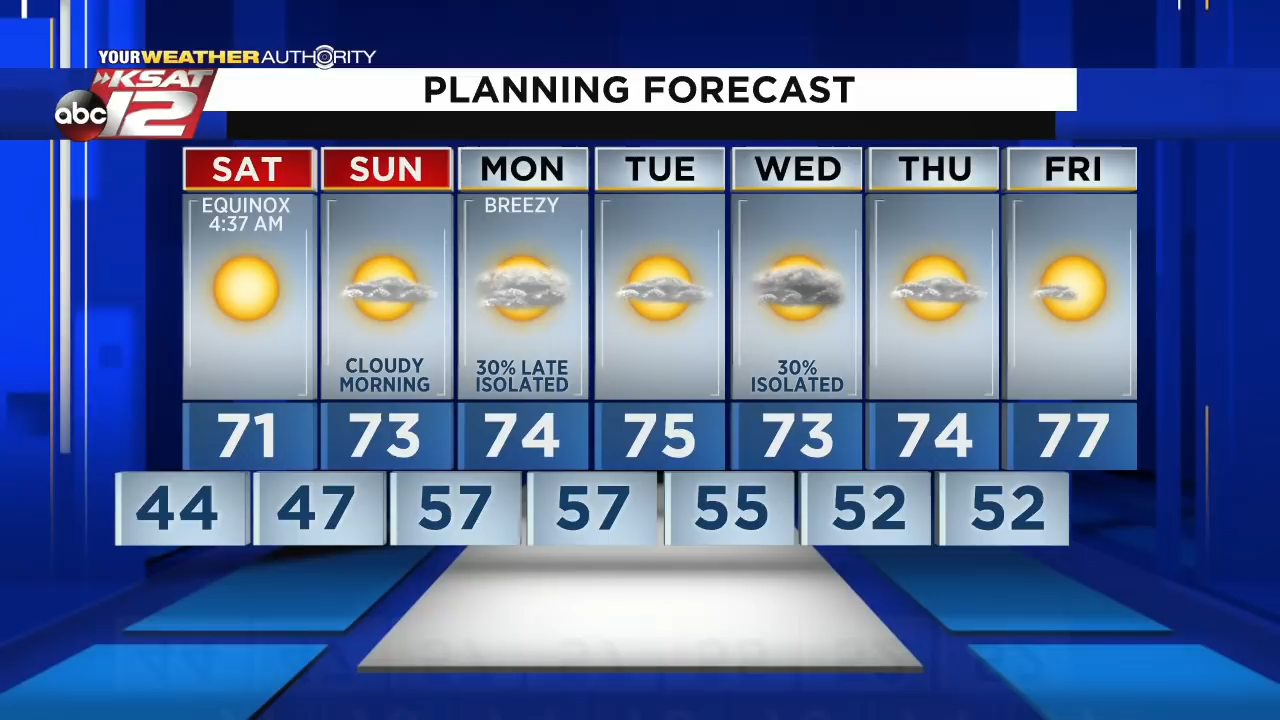 YOURWEATHERAUTHORITY
KSAT
abc 12
PLANNING FORECAST
SAT SUN MON TUE WED THU FRI
EQUINOX
4:37 AM
BREEZY
CLOUDY
MORNING
30% LATE
ISOLATED
30%
ISOLATED
71 73 74 75 73 74 77
44 47 57 57 55 52 52